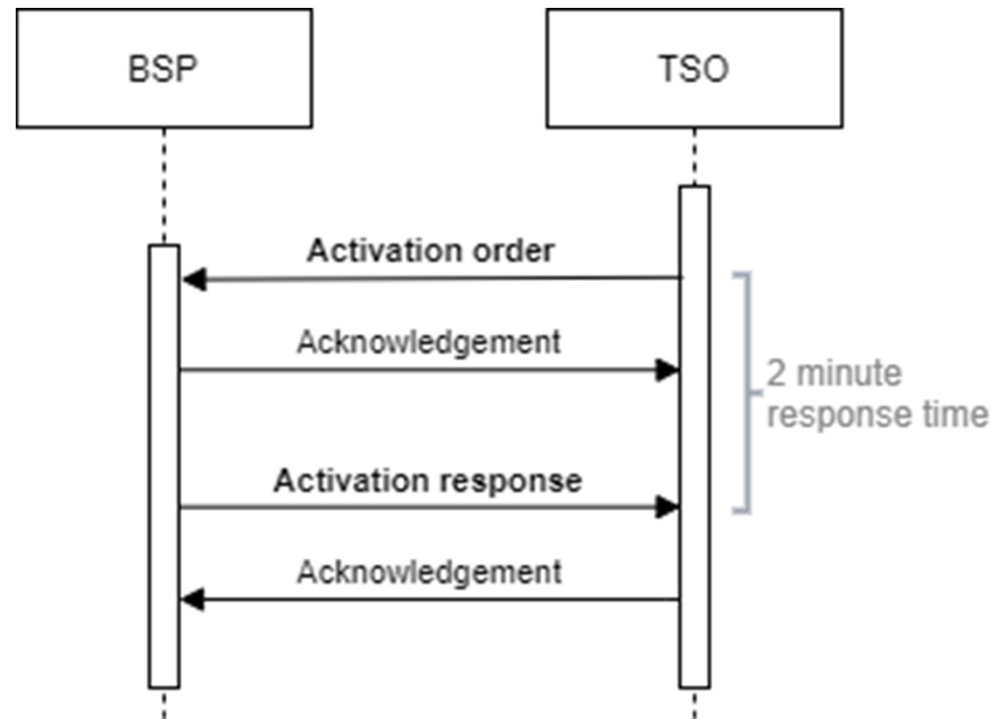 BSP
TSO
Activation order
Acknowledgement
2 minute
response time
Activation response
Acknowledgement